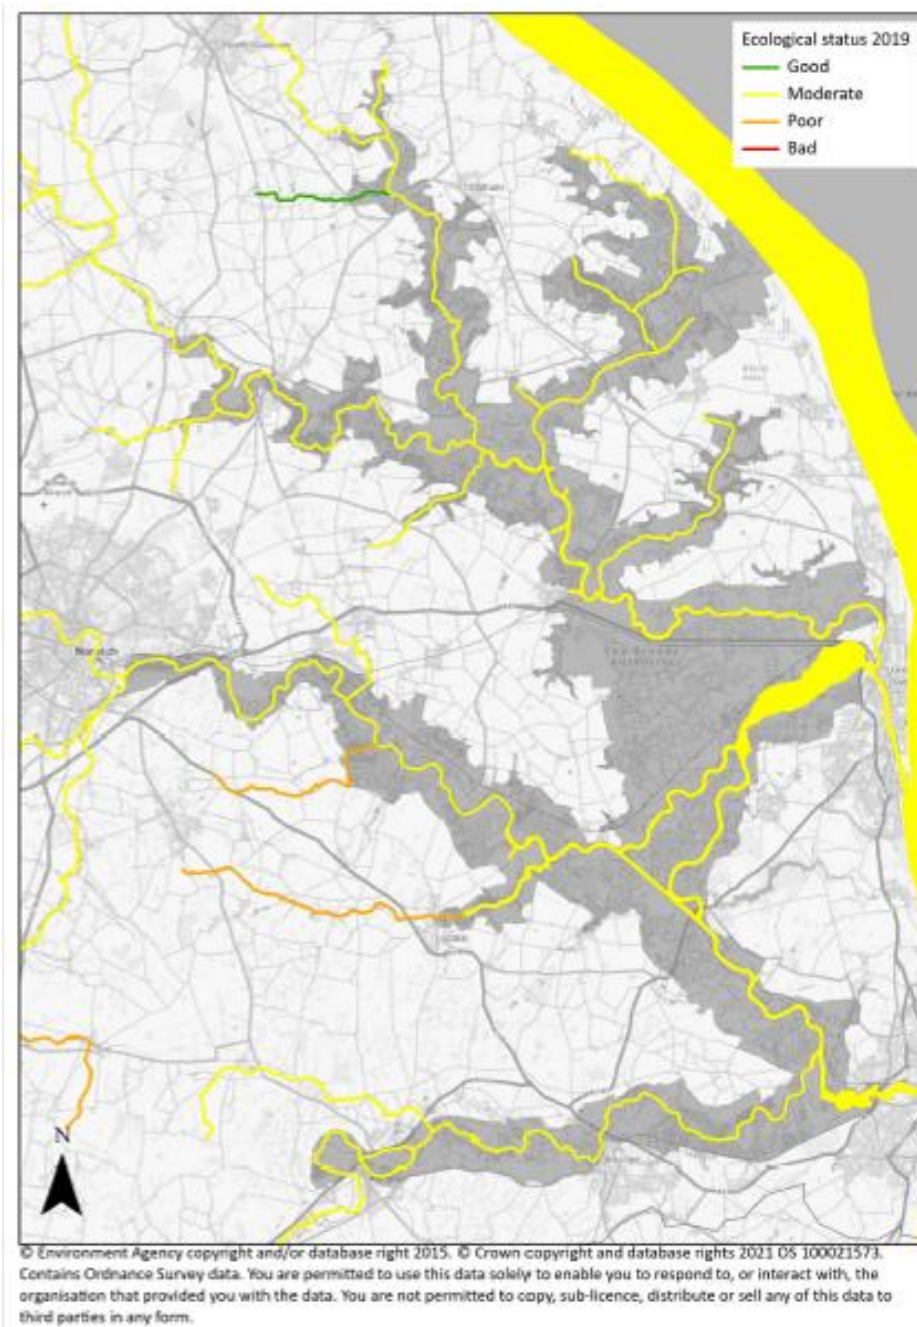 Ecological status 2019
Good
Moderate
Poor
Bad
Norwich
The Broads
Authority
N
© Environment Agency copyright and/or database right 2015. © Crown copyright and database rights 2021 OS 100021573.
Contains Ordnance Survey data. You are permitted to use this data solely to enable you to respond to, or interact with, the
organisation that provided you with the data. You are not permitted to copy, sub-licence, distribute or sell any of this data to
third parties in any form.